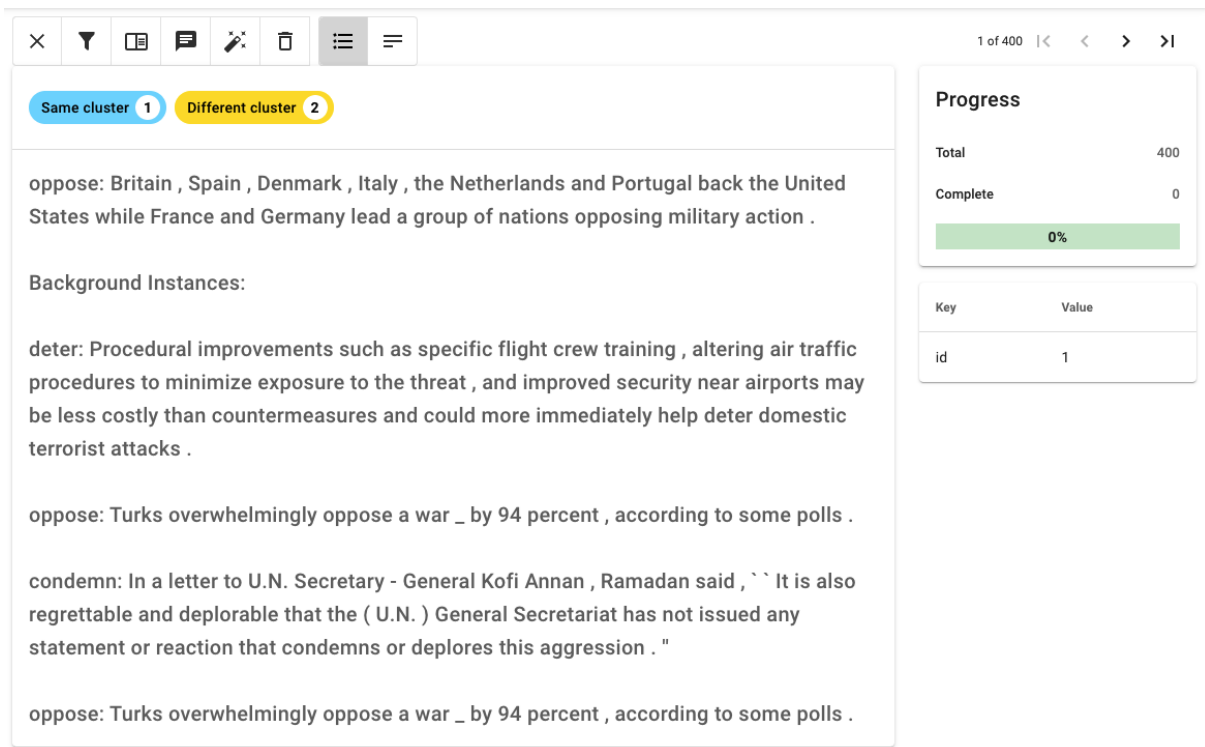 1 of 400
Same cluster 1 Different cluster 2
oppose: Britain , Spain , Denmark , Italy , the Netherlands and Portugal back the United
States while France and Germany lead a group of nations opposing military action .
Background Instances:
deter: Procedural improvements such as specific flight crew training , altering air traffic
procedures to minimize exposure to the threat , and improved security near airports may
be less costly than countermeasures and could more immediately help deter domestic
terrorist attacks .
oppose: Turks overwhelmingly oppose a war _ by 94 percent , according to some polls .
condemn: In a letter to U.N. Secretary - General Kofi Annan , Ramadan said , ` ` It is also
regrettable and deplorable that the ( U.N. ) General Secretariat has not issued any
statement or reaction that condemns or deplores this aggression . "
oppose: Turks overwhelmingly oppose a war _ by 94 percent , according to some polls .
Progress
Total 400
Complete 0
0%
Key Value
id 1